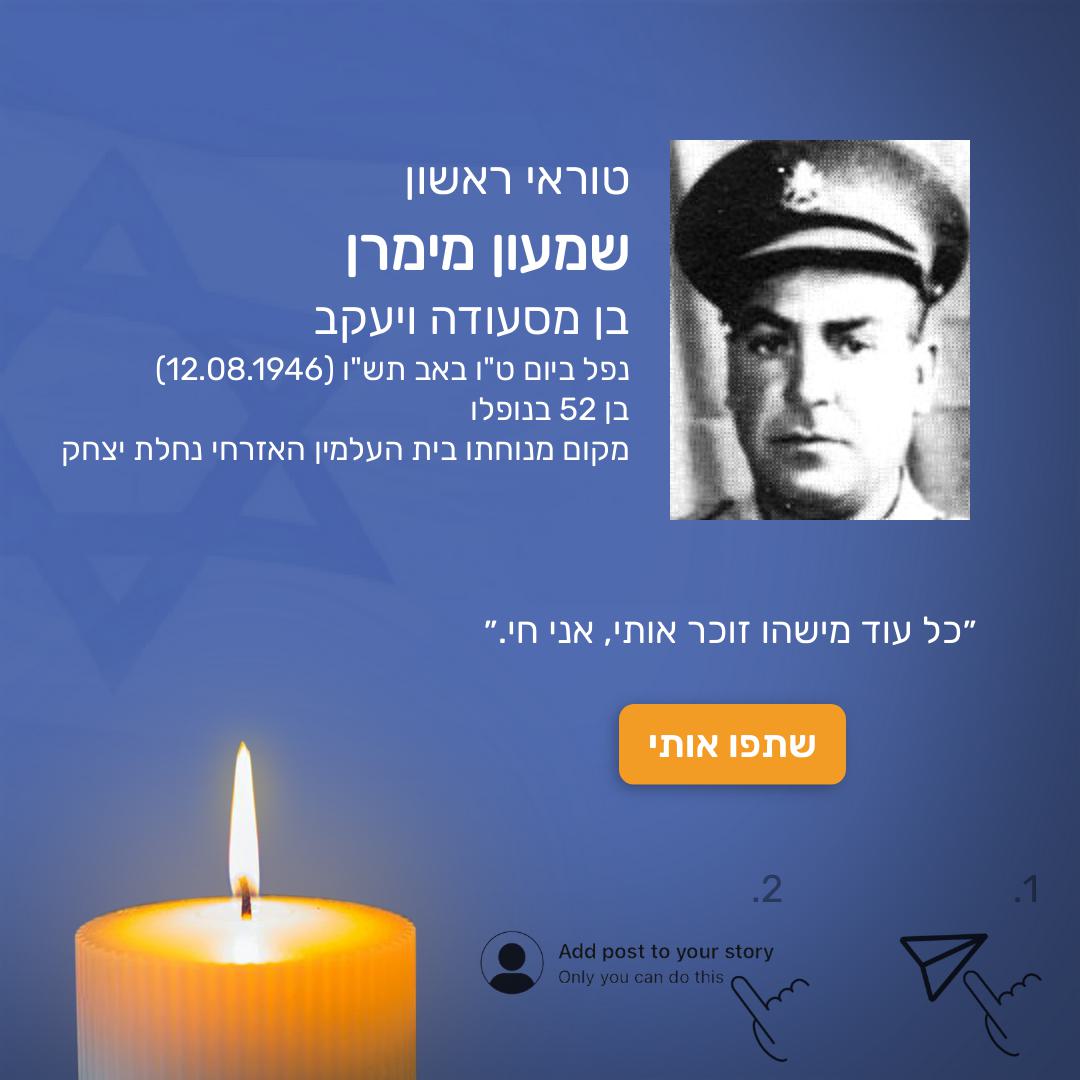 טוראי ראשון
שמעון מימרן
בן מסעודה ויעקב
נפל ביום ט"ו באב תש"ו (12.08.1946)
בן 52 בנופלו
מקום מנוחתו בית העלמין האזרחי נחלת יצחק
״כל עוד מישהו זוכר אותי, אני חי.״
שתפו אותי
1.
2.
Add post to your story
Only you can do this